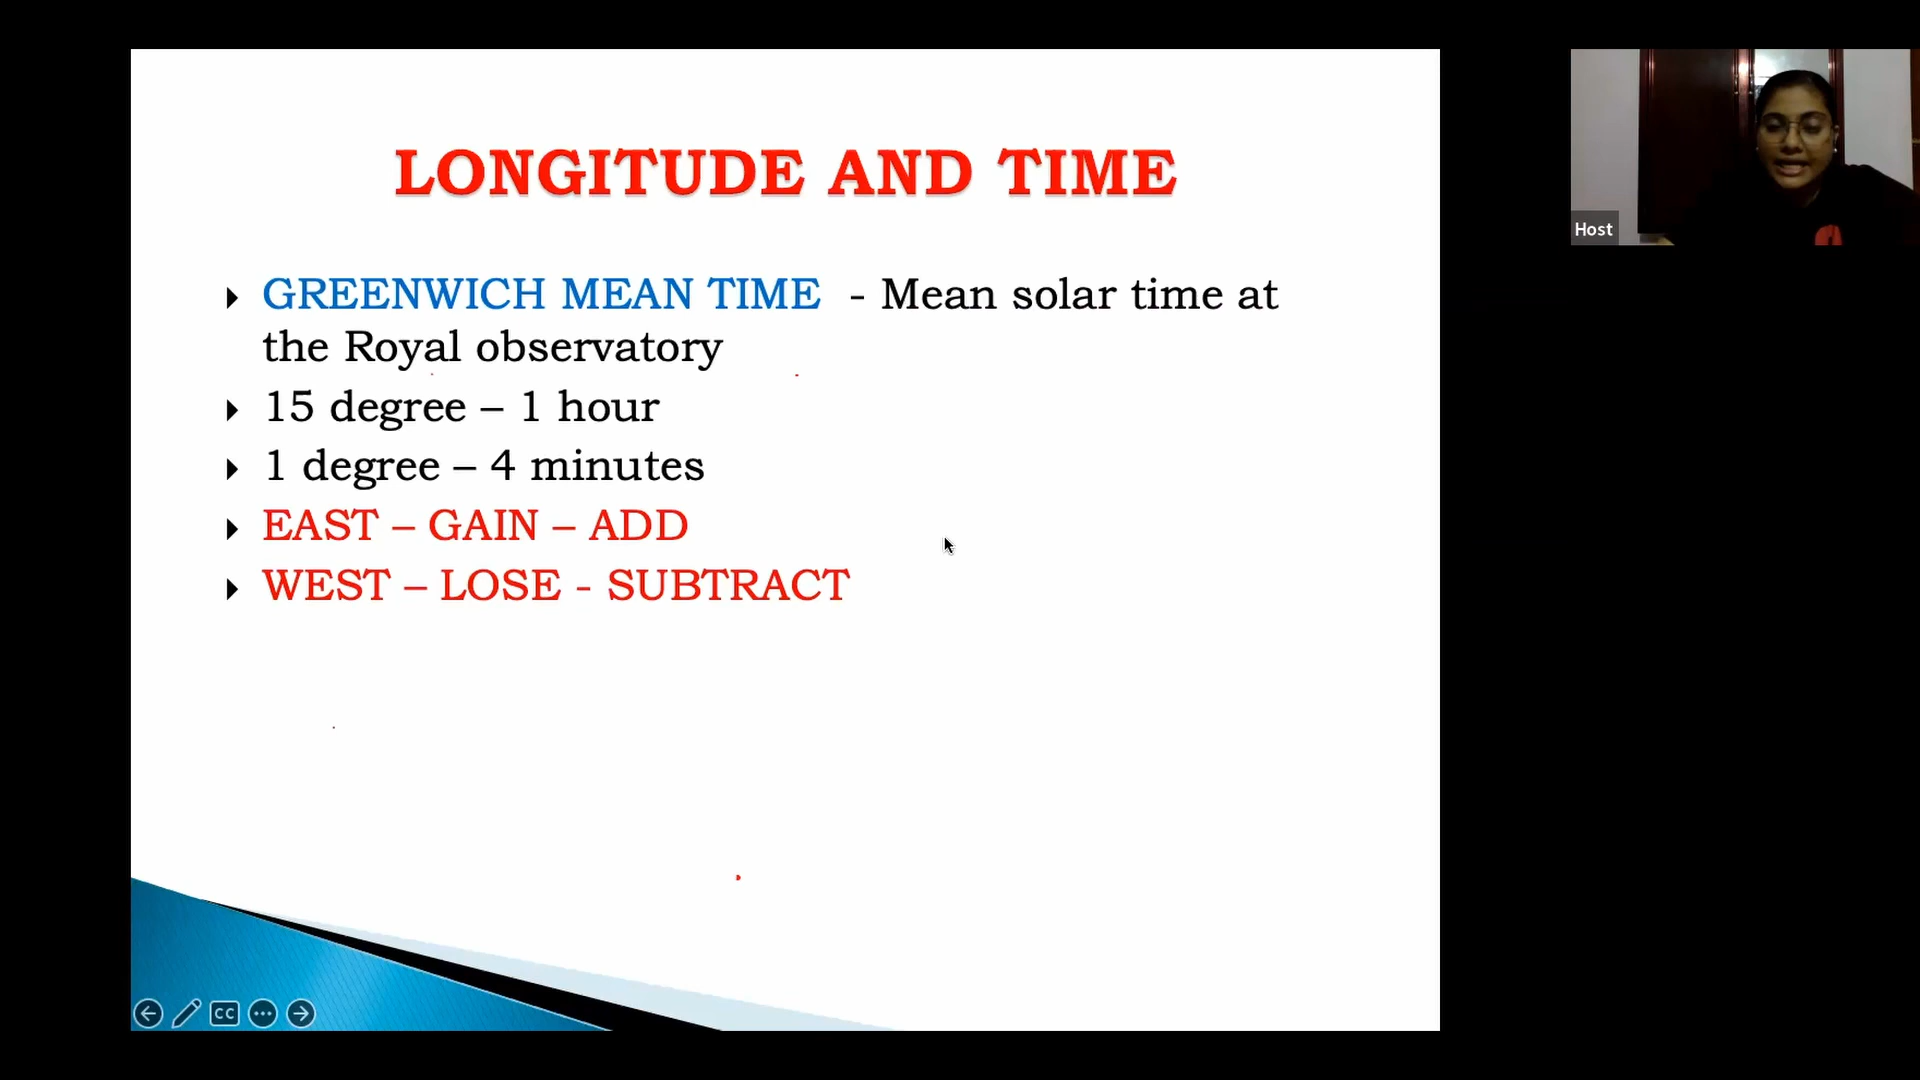 LONGITUDE AND TIME
GREENWICH MEAN TIME - Mean solar time at
the Royal observatory
15 degree – 1 hour
1 degree – 4 minutes
EAST – GAIN – ADD
WEST – LOSE - SUBTRACT
Host
CC